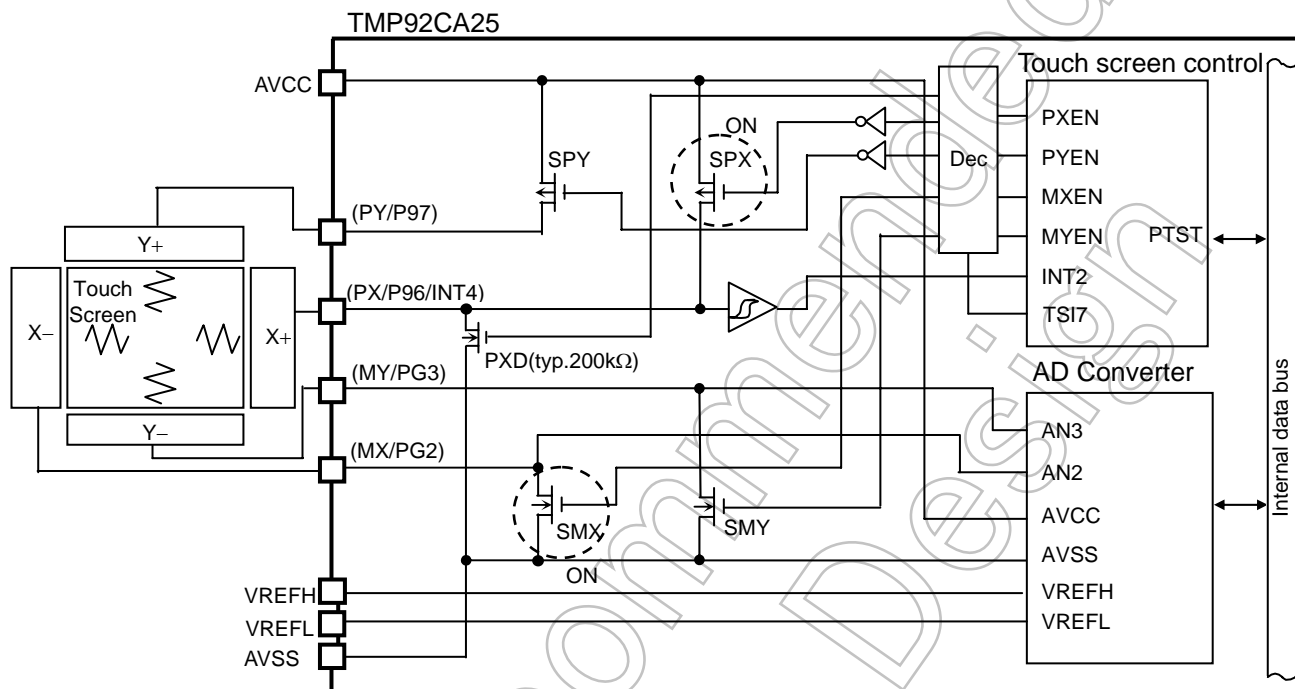 TMP92CA25
AVCC
Touch screen control
ON
SPY
SPX
Dec
PXEN
PYEN
MXEN
MYEN
PTST
INT2
TSI7
(PY/P97)
Y+
Touch
Screen
X−
X+
(PX/P96/INT4)
PXD(typ.200kΩ)
(MY/PG3)
Y−
(MX/PG2)
AD Converter
AN3
AN2
AVCC
AVSS
VREFH
VREFL
SMX
SMY
ON
VREFH
VREFL
AVSS
Internal data bus
ommended
Design